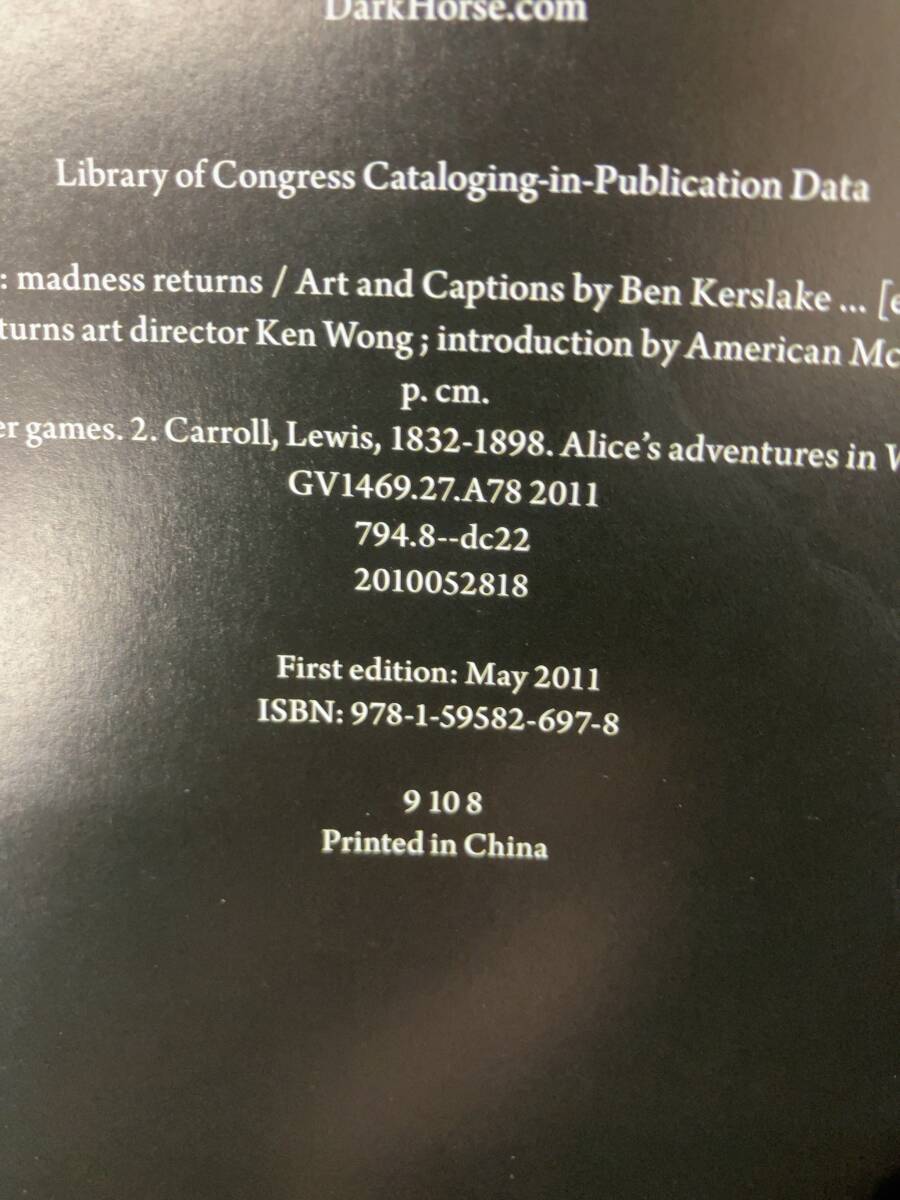 DarkHorse.com
Library of Congress Cataloging-in-Publication Data
: madness returns / Art and Captions by Ben Kerslake ... [e
turns art director Ken Wong ; introduction by American Mc
p. cm.
er games. 2. Carroll, Lewis, 1832-1898. Alice's adventures in W
GV1469.27.A78 2011
794.8--dc22
2010052818
First edition: May 2011
ISBN: 978-1-59582-697-8
9 10 8
Printed in China